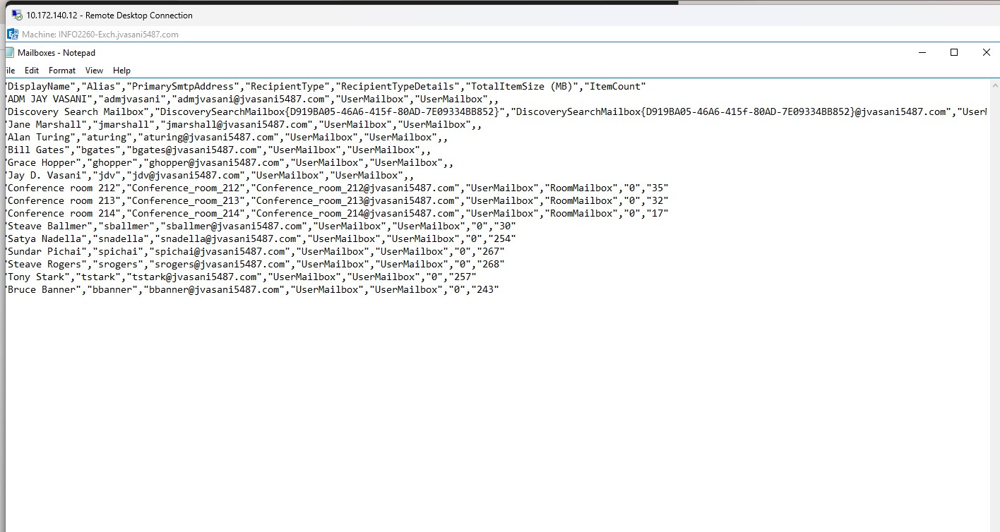 10.172.140.12 - Remote Desktop Connection
Machine: INFO2260-Exch.jvasani5487.com
Mailboxes - Notepad
ile Edit Format View Help
"DisplayName","Alias","PrimarySmtpAddress","RecipientType","RecipientTypeDetails","TotalItemSize (MB)","ItemCount"
"ADM JAY VASANI","admjvasani","admjvasani@jvasani5487.com","UserMailbox","UserMailbox",,
"Discovery Search Mailbox","DiscoverySearchMailbox{D919BA05-46A6-415f-80AD-7E09334BB852}","DiscoverySearchMailbox{D919BA05-46A6-415f-80AD-7E09334BB852}@jvasani5487.com","User
"Jane Marshall","jmarshall","jmarshall@jvasani5487.com","UserMailbox","UserMailbox",,
"Alan Turing","aturing","aturing@jvasani5487.com","UserMailbox","UserMailbox",,
"Bill Gates","bgates","bgates@jvasani5487.com","UserMailbox","UserMailbox",,
"Grace Hopper","ghopper","ghopper@jvasani5487.com","UserMailbox","UserMailbox",,
"Jay D. Vasani","jdv","jdv@jvasani5487.com","UserMailbox","UserMailbox",,
"Conference room 212","Conference_room_212","Conference_room_212@jvasani5487.com","UserMailbox","RoomMailbox","0","35"
"Conference room 213","Conference_room_213","Conference_room_213@jvasani5487.com","UserMailbox","RoomMailbox","0","32"
"Conference room 214","Conference_room_214","Conference_room_214@jvasani5487.com","UserMailbox","RoomMailbox","0","17"
"Steave Ballmer","sballmer","sballmer@jvasani5487.com","UserMailbox","UserMailbox","0","30"
"Satya Nadella","snadella","snadella@jvasani5487.com","UserMailbox","UserMailbox","0","254"
"Sundar Pichai","spichai","spichai@jvasani5487.com","UserMailbox","UserMailbox","0","267"
"Steave Rogers","srogers","srogers@jvasani5487.com","UserMailbox","UserMailbox","0","268"
"Tony Stark","tstark","tstark@jvasani5487.com","UserMailbox","UserMailbox","0","257"
"Bruce Banner","bbanner","bbanner@jvasani5487.com","UserMailbox","UserMailbox","0","243"